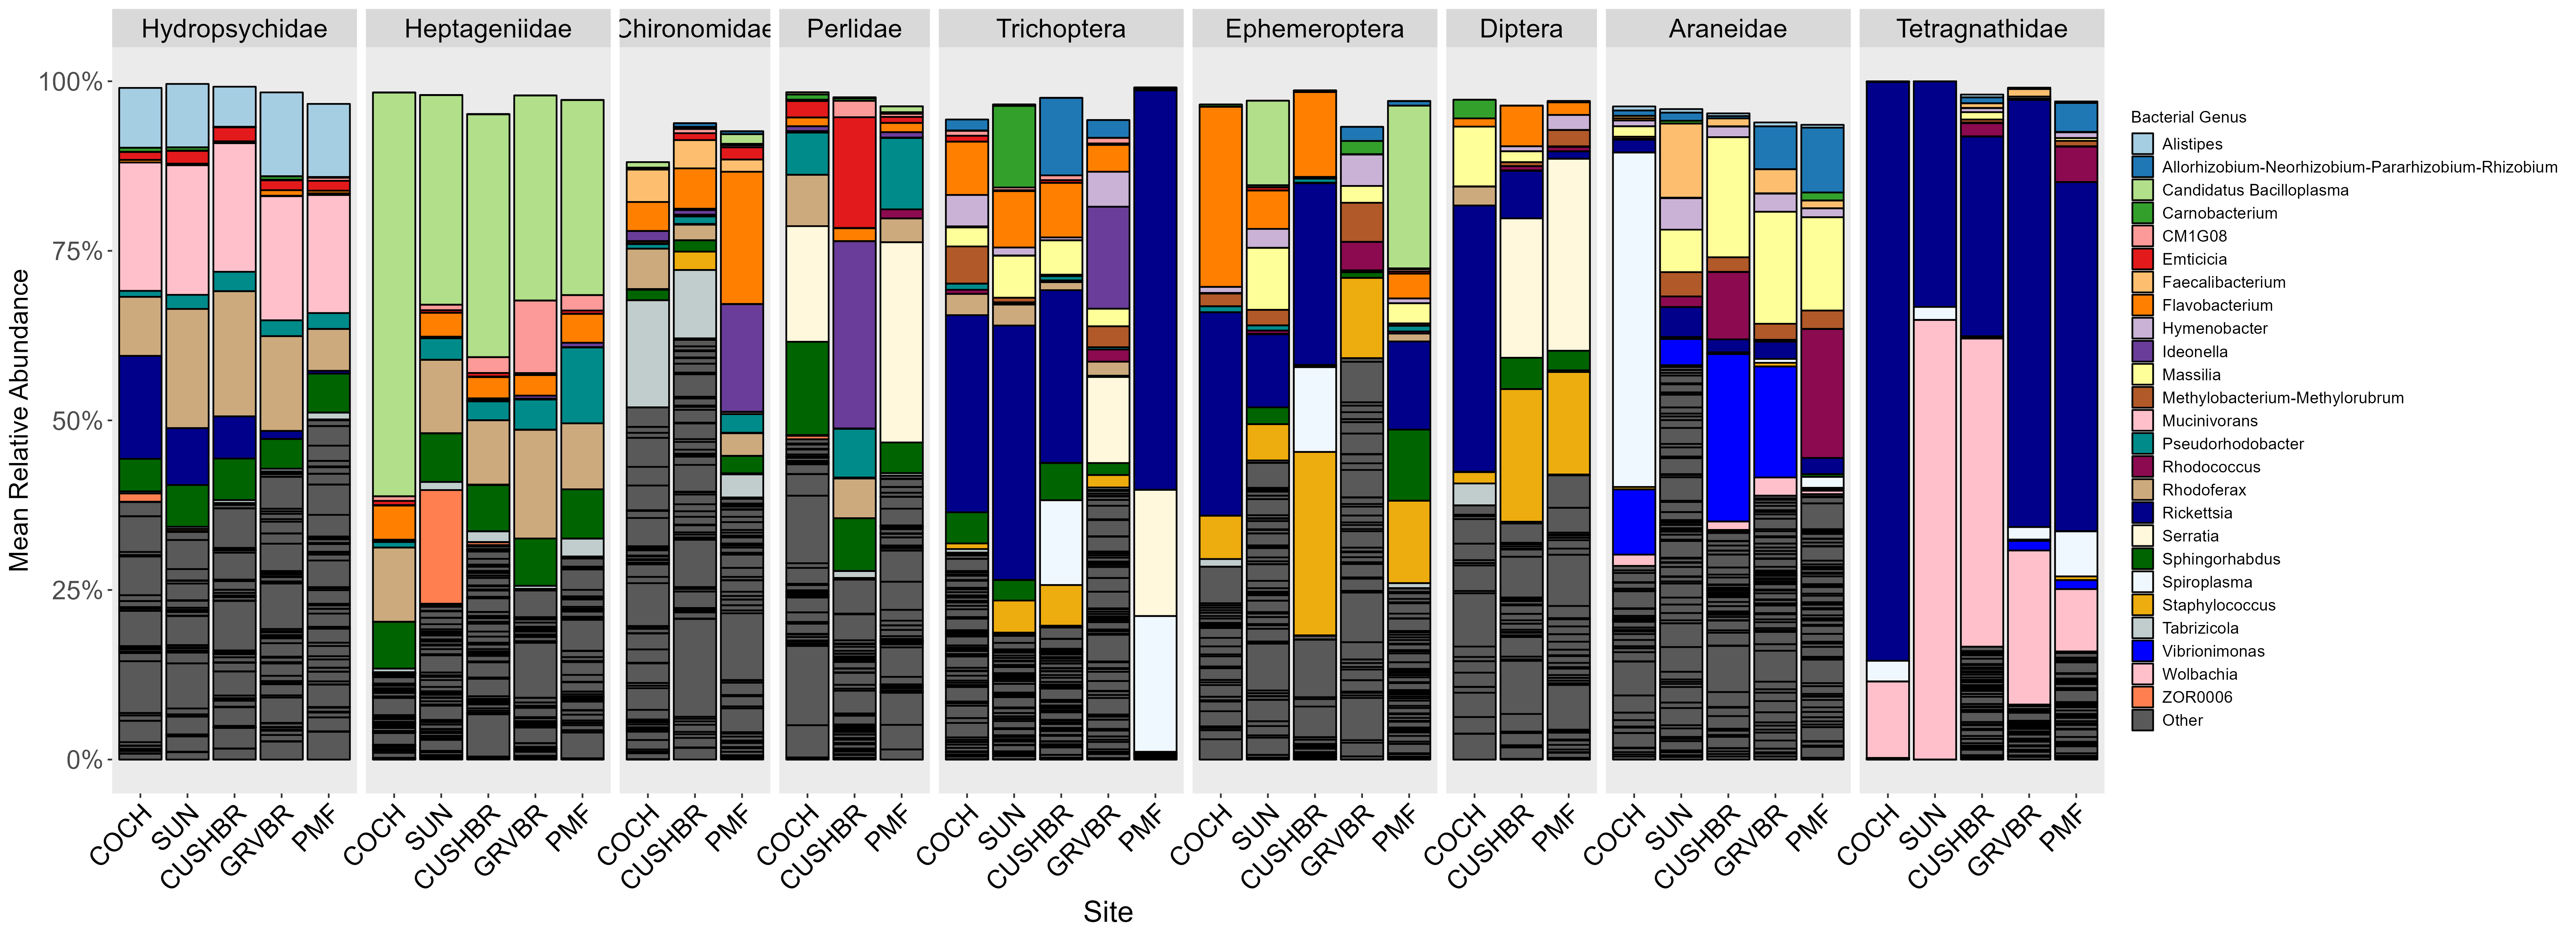 Hydropsychidae Heptageniidae Chironomidae Perlidae Trichoptera Ephemeroptera Diptera Araneidae Tetragnathidae
Mean Relative Abundance
100%
75%
50%
25%
0%
COCH SUN CUSHBR GRVBR PMF COCH SUN CUSHBR GRVBR PMF COCH CUSHBR PMF COCH CUSHBR PMF COCH SUN CUSHBR GRVBR PMF COCH SUN CUSHBR GRVBR PMF COCH CUSHBR PMF COCH SUN CUSHBR GRVBR PMF COCH SUN CUSHBR GRVBR PMF
Site
Bacterial Genus
Alistipes
Allorhizobium-Neorhizobium-Pararhizobium-Rhizobium
Candidatus Bacilloplasma
Carnobacterium
CM1G08
Emticicia
Faecalibacterium
Flavobacterium
Hymenobacter
Ideonella
Massilia
Methylobacterium-Methylorubrum
Mucinivorans
Pseudorhodobacter
Rhodococcus
Rhodoferax
Rickettsia
Serratia
Sphingorhabdus
Spiroplasma
Staphylococcus
Tabrizicola
Vibrionimonas
Wolbachia
ZOR0006
Other